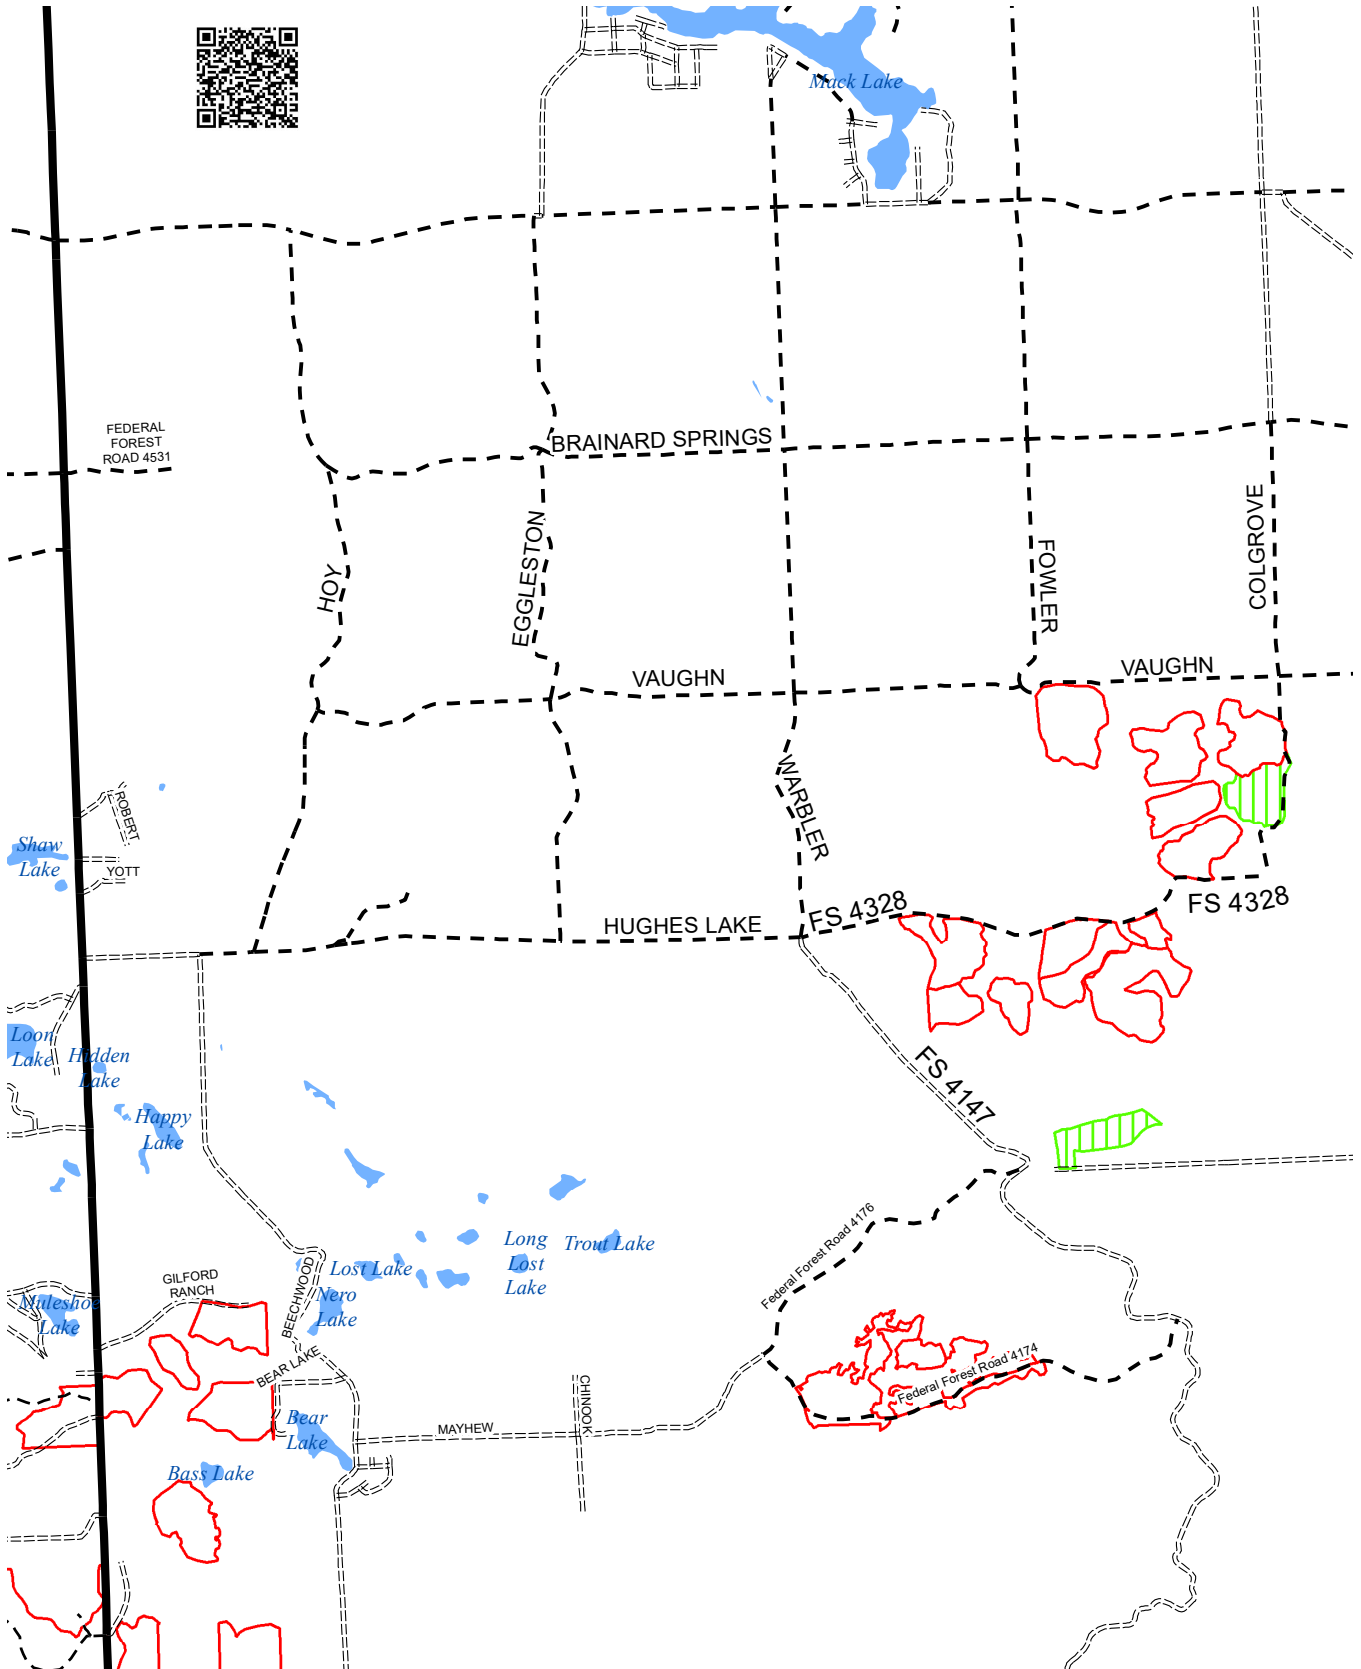 Mack Lake
FEDERAL
FOREST
ROAD 4531
BRAINARD SPRINGS
HOY
EGGLESTON
FOWLER
COLGROVE
VAUGHN
VAUGHN
WARBLER
ROBERT
YOTT
Shaw
Lake
HUGHES LAKE
FS 4328
FS 4328
Loon
Lake
Hidden
Lake
Happy
Lake
FS 4147
Federal Forest Road 4176
Long
Lost
Lake
Trout Lake
Lost Lake
Nero
Lake
BEECHWOOD
GILFORD
RANCH
Muleshoe
Lake
BEAR LAKE
Federal Forest Road 4174
CHINOOK
Bear
Lake
MAYHEW
Bass Lake